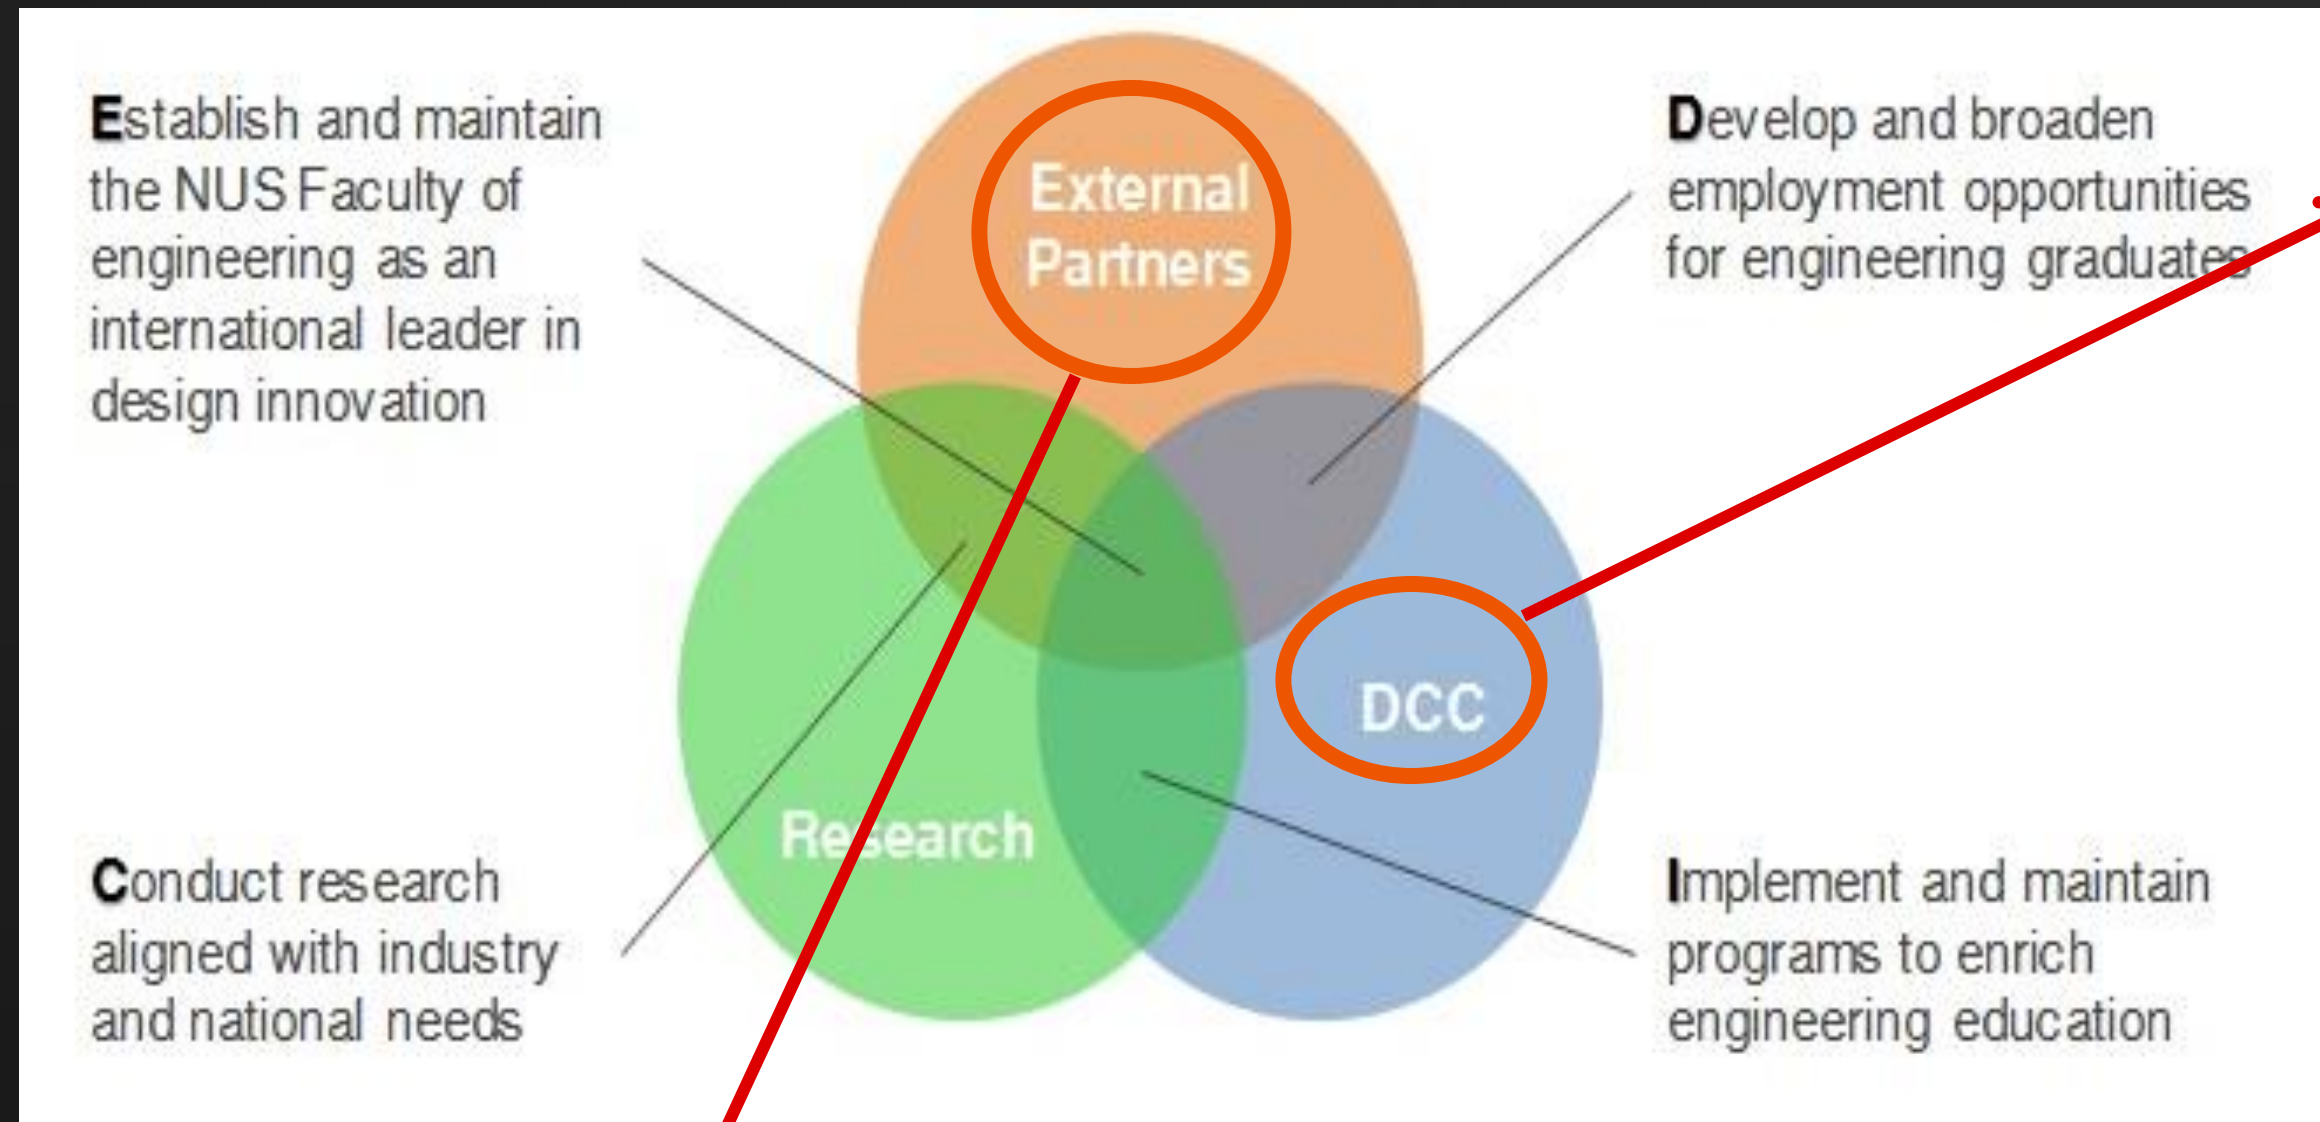 Establish and maintain
the NUS Faculty of
engineering as an
international leader in
design innovation
External
Partners
Develop and broaden
employment opportunities
for engineering graduates
DCC
Research
Conduct research
aligned with industry
and national needs
Implement and maintain
programs to enrich
engineering education